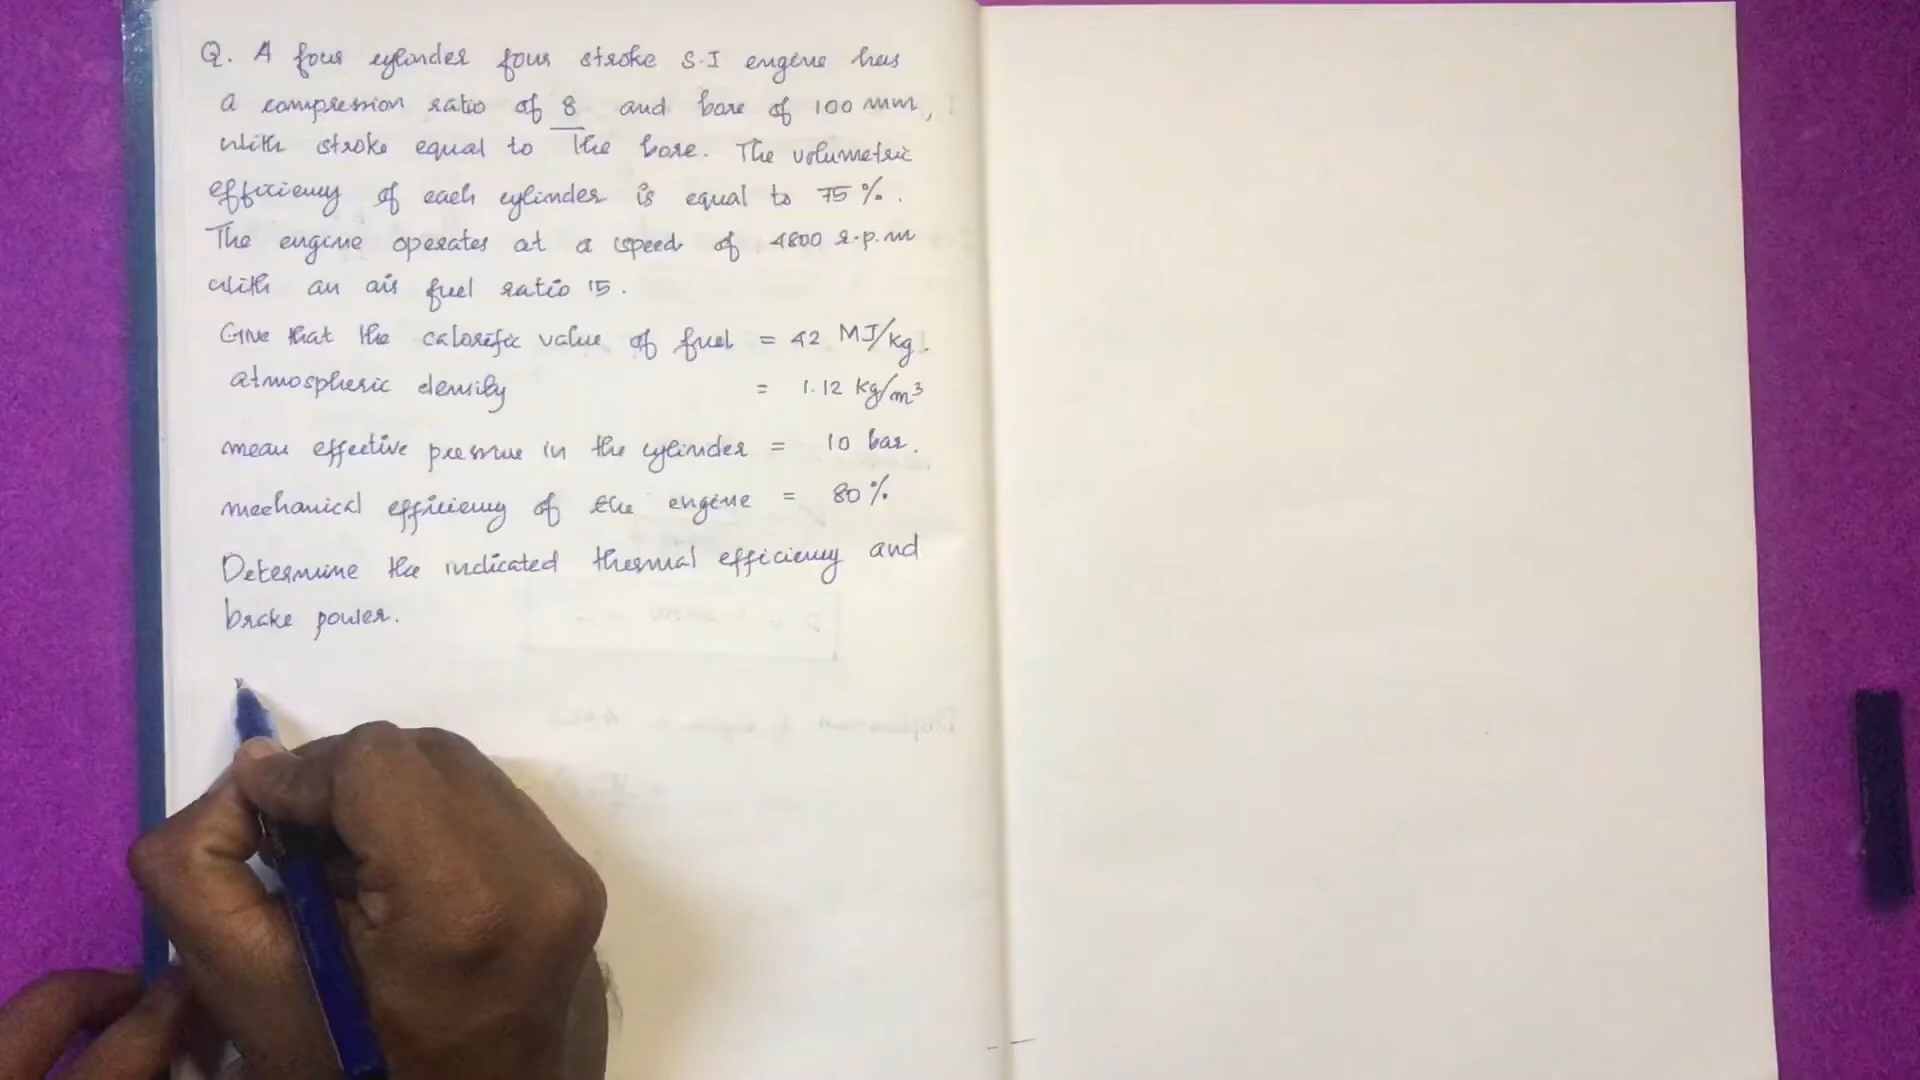 Q. A four cylinder four stroke S.I engine has
a compression ratio of 8 and bore of 100 mm,
with stroke equal to the bore. The volumetric
efficiency of each cylinder is equal to 75 %.
The engine operates at a speed of 4800 r.p.m
with an air fuel ratio 15.
Give that the calorific value of fuel = 42 MJ/kg.
atmospheric density = 1.12 kg/m³
mean effective pressure in the cylinder = 10 bar.
mechanical efficiency of the engine = 80 %
Determine the indicated thermal efficiency and
brake power.